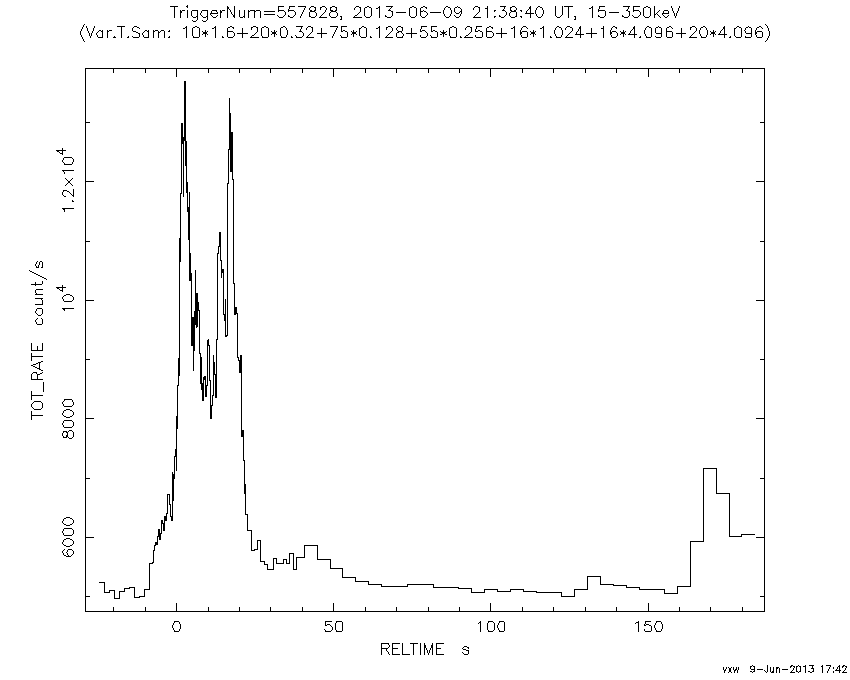 TriggerNum=557828, 2013-06-09 21:38:40 UT, 15-350keV
(Var.T.Sam: 10*1.6+20*0.32+75*0.128+55*0.256+16*1.024+16*4.096+20*4.096)
TOT_RATE count/s
1.2×10⁴
10⁴
8000
6000
0 50 100 150
RELTIME s
vxw 9-Jun-2013 17:42